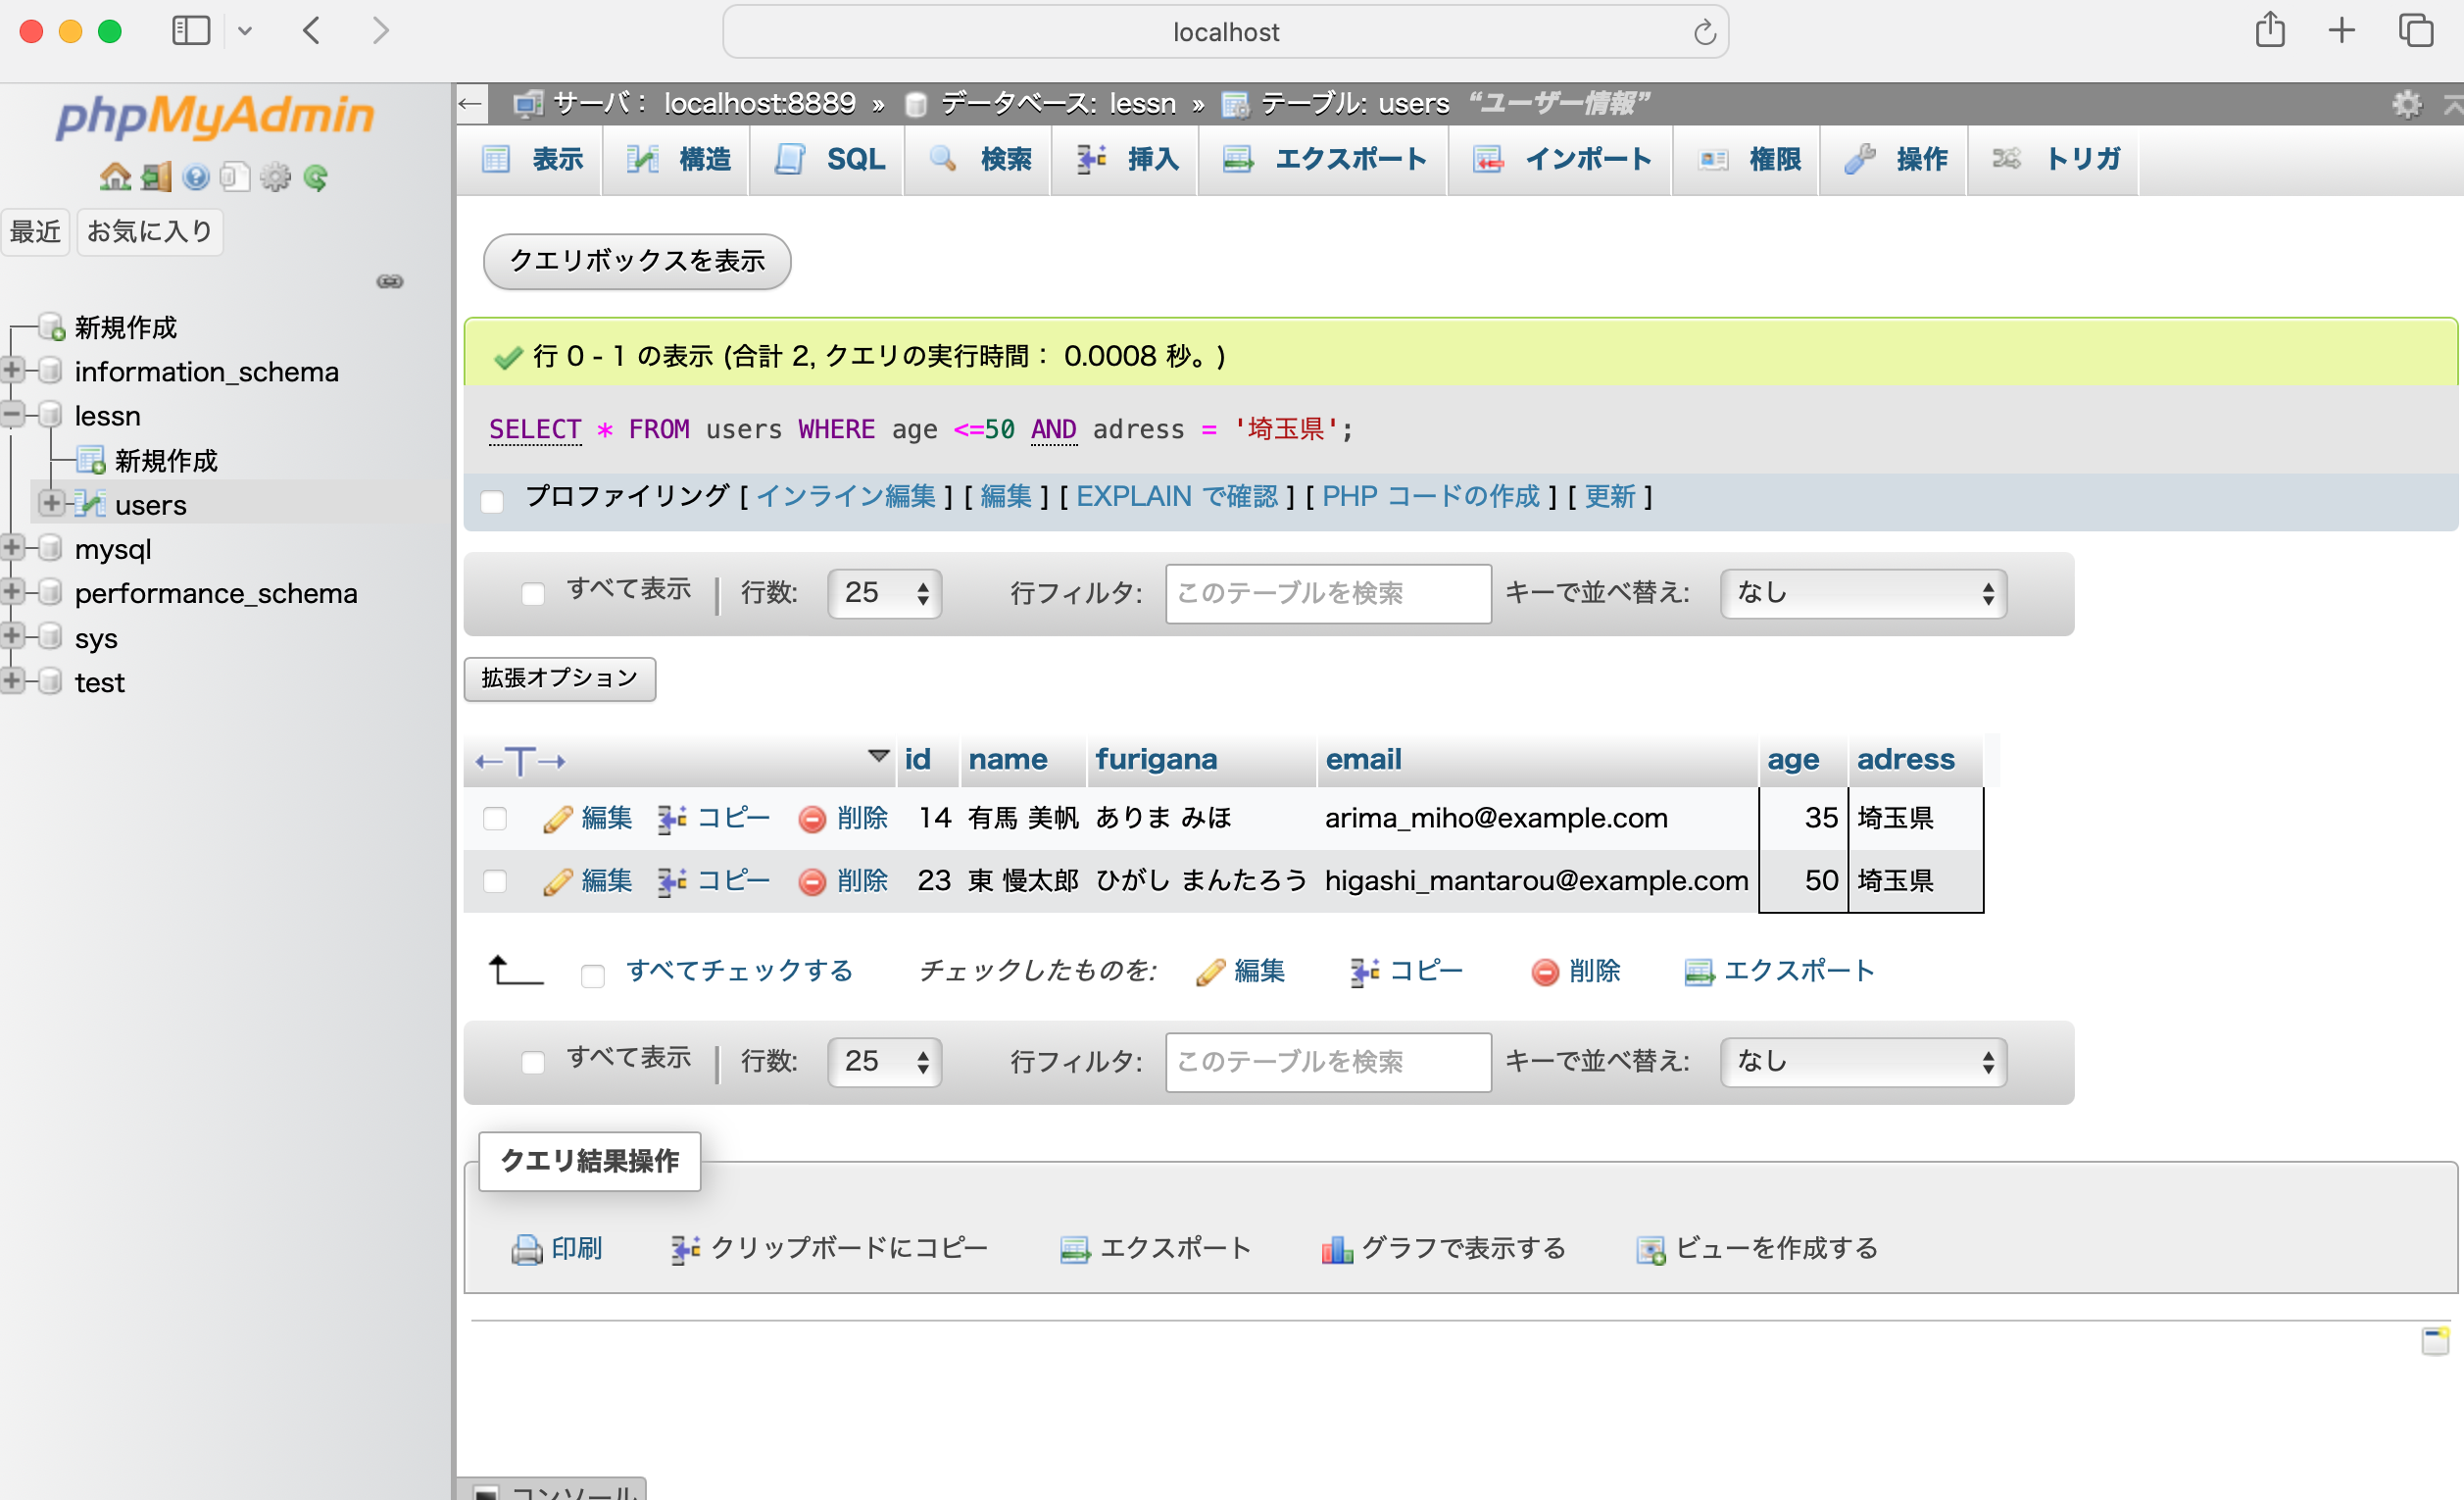 localhost
phpMyAdmin
最近 お気に入り
新規作成
information_schema
lessn
新規作成
users
mysql
performance_schema
sys
test
サーバ： localhost:8889 » データベース: lessn » テーブル: users “ユーザー情報”
表示 構造 SQL 検索 挿入 エクスポート インポート 権限 操作 トリガ
クエリボックスを表示
行 0 - 1 の表示 (合計 2, クエリの実行時間： 0.0008 秒。)
SELECT * FROM users WHERE age <=50 AND adress = '埼玉県';
プロファイリング [ インライン編集 ] [ 編集 ] [ EXPLAIN で確認 ] [ PHP コードの作成 ] [ 更新 ]
すべて表示 | 行数: 25 行フィルタ: このテーブルを検索 キーで並べ替え: なし
拡張オプション
←T→ id name furigana email age adress
編集 コピー 削除 14 有馬 美帆 ありま みほ arima_miho@example.com 35 埼玉県
編集 コピー 削除 23 東 慢太郎 ひがし まんたろう higashi_mantarou@example.com 50 埼玉県
すべてチェックする チェックしたものを: 編集 コピー 削除 エクスポート
すべて表示 | 行数: 25 行フィルタ: このテーブルを検索 キーで並べ替え: なし
クエリ結果操作
印刷 クリップボードにコピー エクスポート グラフで表示する ビューを作成する
コンソール